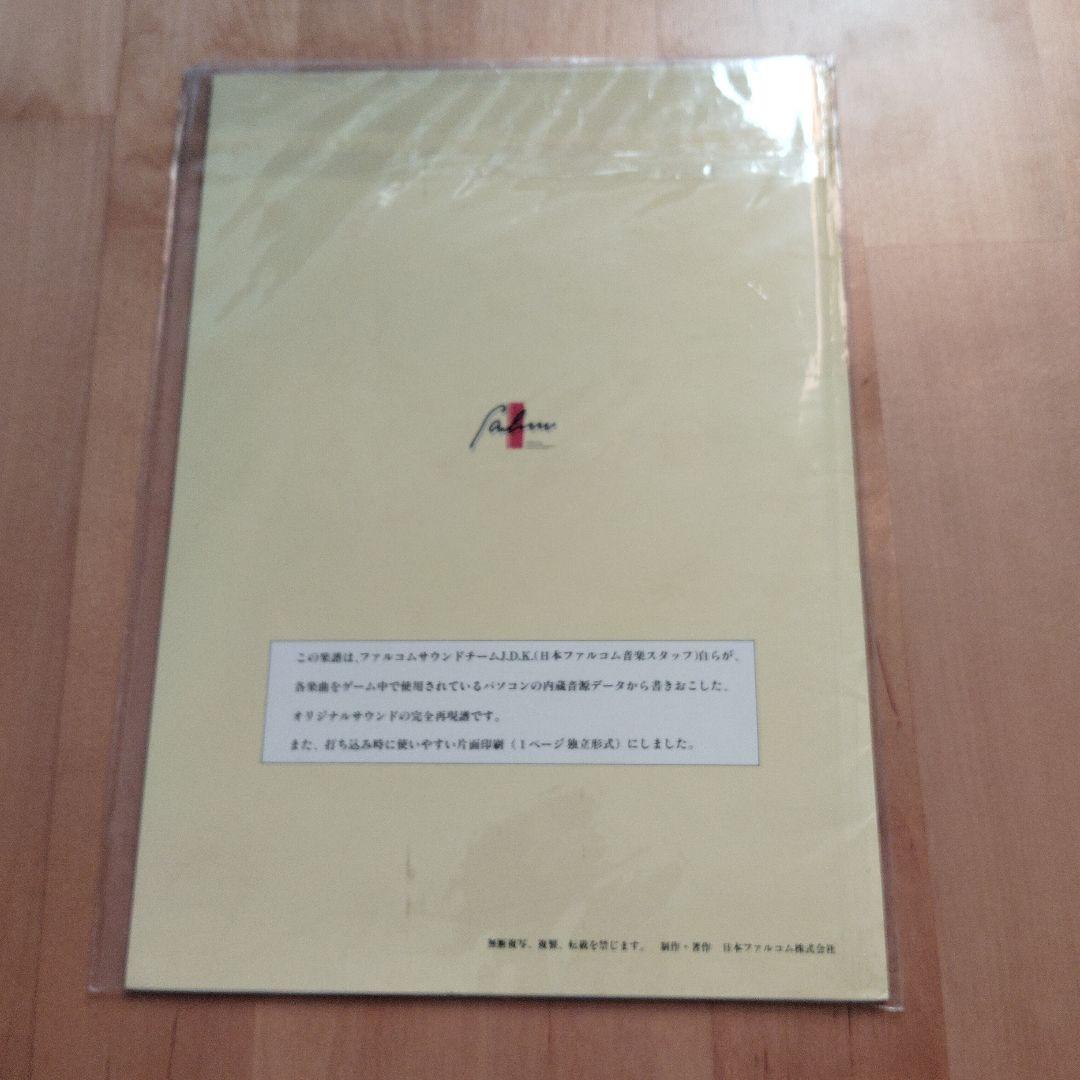 Falcom
この楽譜は、ファルコムサウンドチームJ.D.K.(日本ファルコム音楽スタッフ)自らが、
各楽曲をゲーム中で使用されているパソコンの内蔵音源データから書きおこした、
オリジナルサウンドの完全再現譜です。
また、打ち込み時に使いやすい片面印刷（1ページ独立形式）にしました。
無断複写、複製、転載を禁じます。　制作・著作　日本ファルコム株式会社